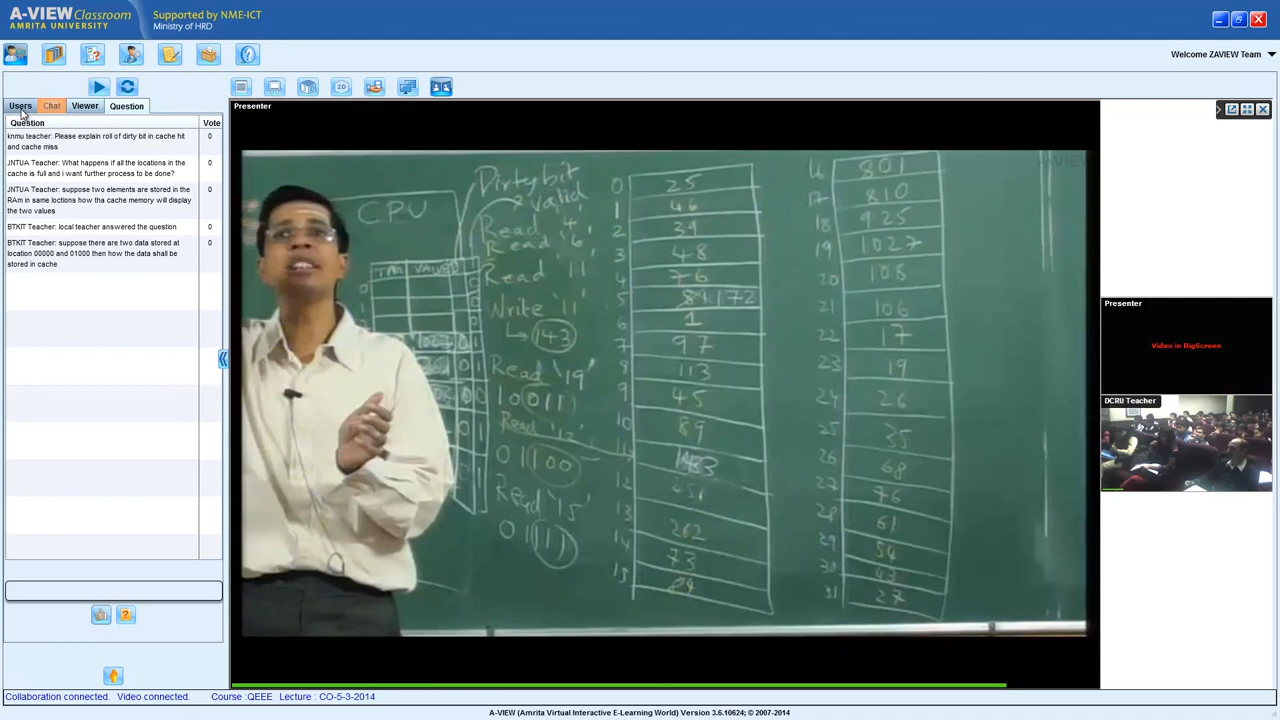 A-VIEW Classroom
AMRITA UNIVERSITY
Supported by NME-ICT
Ministry of HRD
Welcome ZAVIEW Team
Users Chat Viewer Question
Question Vote
knmu teacher: Please explain roll of dirty bit in cache hit and cache miss 0
JNTUA Teacher: What happens if all the locations in the cache is full and i want further process to be done? 0
JNTUA Teacher: suppose two elements are stored in the RAm in same loctions how tha cache memory will display the two values 0
BTKIT Teacher: local teacher answered the question 0
BTKIT Teacher: suppose there are two data stored at location 00000 and 01000 then how the data shall be stored in cache 0
Presenter
CPU
Dirty bit
valid
TAG VALUE
Read '4'
Read '6'
Read '11'
Write '11'
143
Read '19'
10011
Read '12'
01100
Read '15'
01111
0 25
1 46
2 39
3 48
4 76
5 172
6 1
7 97
8 113
9 45
10 89
11 143
12
13
14 262
73
15
801
17 810
18 925
19 1027
20 108
21 106
22 17
23 19
24 26
25 35
26 68
27 76
28 61
29 54
30
31 27
Presenter
Video in BigScreen
DCRU Teacher
Collaboration connected. Video connected. Course :QEEE Lecture : CO-5-3-2014
A-VIEW (Amrita Virtual Interactive E-Learning World) Version 3.6.10624; © 2007-2014